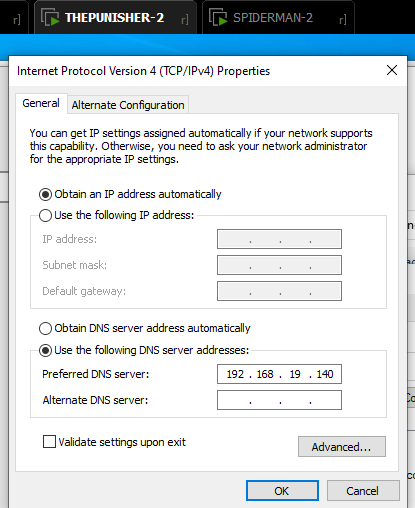 THEPUNISHER-2
r]
SPIDERMAN-2
r]
Internet Protocol Version 4 (TCP/IPv4) Properties
General
Alternate Configuration
You can get IP settings assigned automatically if your network supports
this capability. Otherwise, you need to ask your network administrator
for the appropriate IP settings.
Obtain an IP address automatically
Use the following IP address:
IP address:
. . .
Subnet mask:
. . .
Default gateway:
. . .
Obtain DNS server address automatically
Use the following DNS server addresses:
Preferred DNS server:
192 . 168 . 19 . 140
Alternate DNS server:
. . .
Validate settings upon exit
Advanced...
OK
Cancel